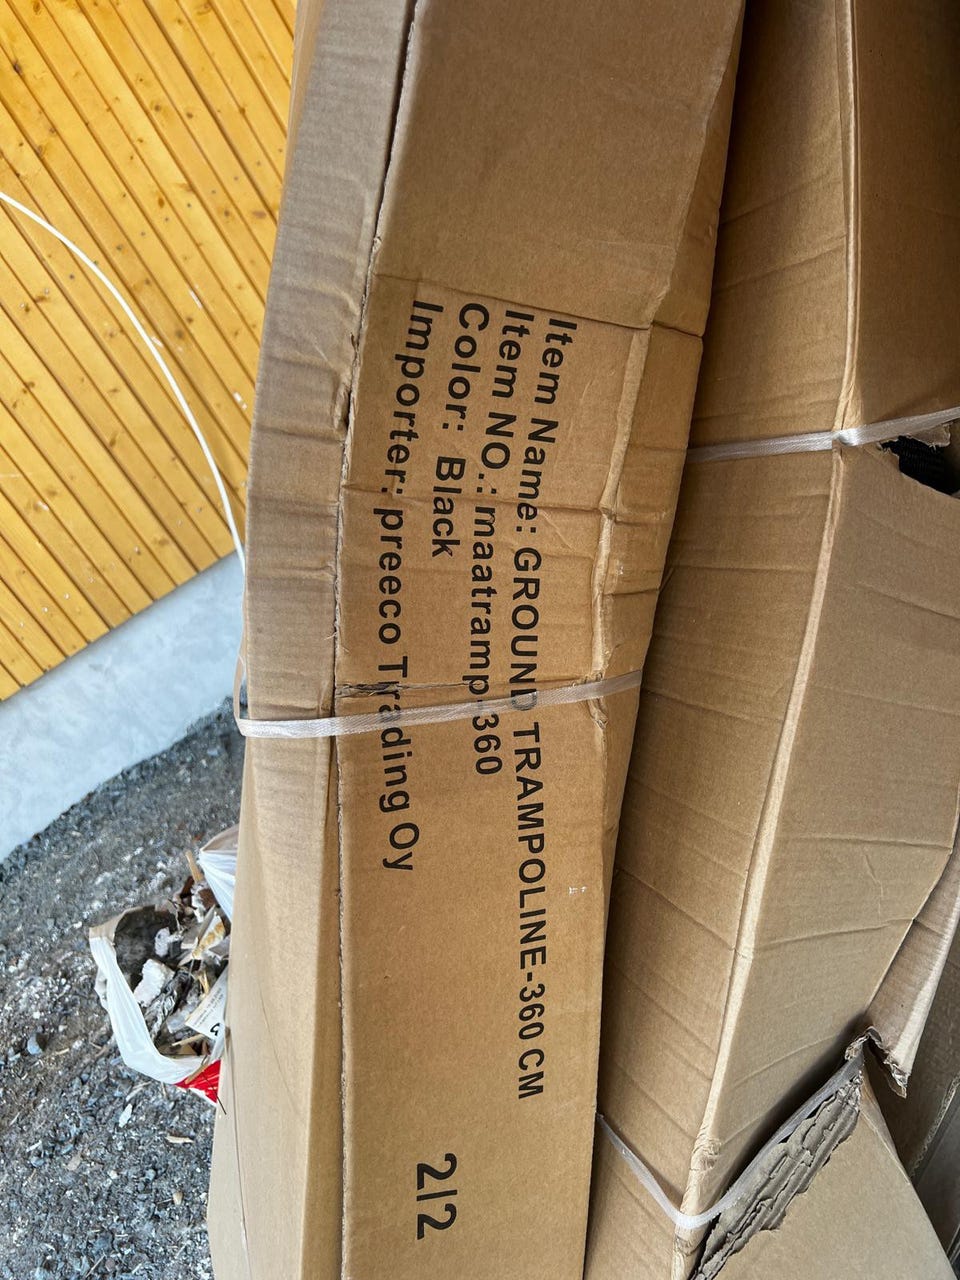 Item Name: GROUND TRAMPOLINE-360 CM
Item NO.: maatramp-360
Color: Black
Importer: preeco Trading Oy
2/2